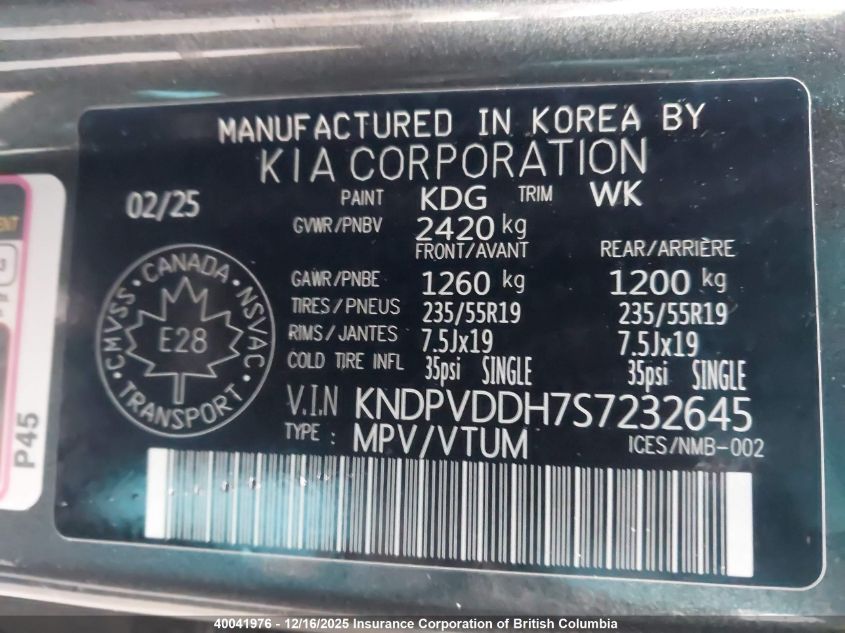 MANUFACTURED IN KOREA BY
KIA CORPORATION
02/25 PAINT KDG TRIM WK
GVWR/PNBV 2420 kg
FRONT/AVANT REAR/ARRIÈRE
GAWR/PNBE 1260 kg 1200 kg
TIRES/PNEUS 235/55R19 235/55R19
RIMS/JANTES 7.5Jx19 7.5Jx19
COLD TIRE INFL 35psi SINGLE 35psi SINGLE
V.I.N KNDPVDDH7S7232645
TYPE : MPV/VTUM ICES/NMB-002
CMVSS · CANADA · NSVAC
E28
TRANSPORT
P45
40041976 - 12/16/2025 Insurance Corporation of British Columbia